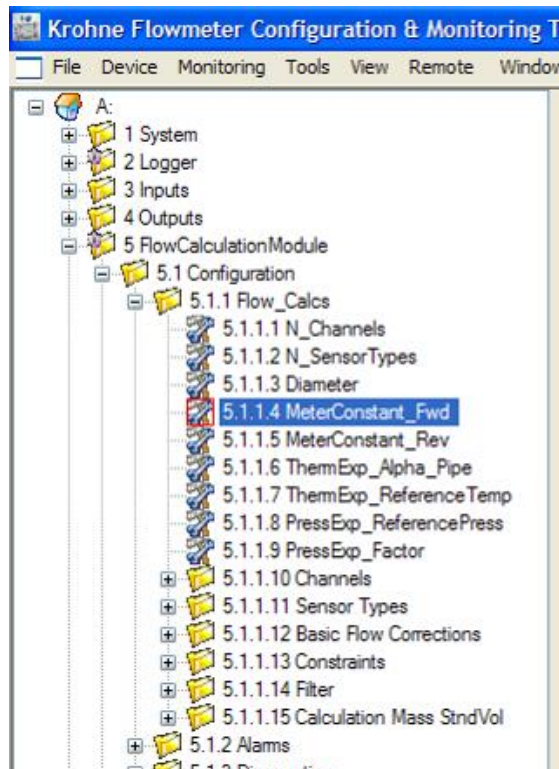 Krohne Flowmeter Configuration & Monitoring T
File Device Monitoring Tools View Remote Window
A:
1 System
2 Logger
3 Inputs
4 Outputs
5 FlowCalculationModule
5.1 Configuration
5.1.1 Flow_Calcs
5.1.1.1 N_Channels
5.1.1.2 N_SensorTypes
5.1.1.3 Diameter
5.1.1.4 MeterConstant_Fwd
5.1.1.5 MeterConstant_Rev
5.1.1.6 ThermExp_Alpha_Pipe
5.1.1.7 ThermExp_ReferenceTemp
5.1.1.8 PressExp_ReferencePress
5.1.1.9 PressExp_Factor
5.1.1.10 Channels
5.1.1.11 Sensor Types
5.1.1.12 Basic Flow Corrections
5.1.1.13 Constraints
5.1.1.14 Filter
5.1.1.15 Calculation Mass StndVol
5.1.2 Alarms